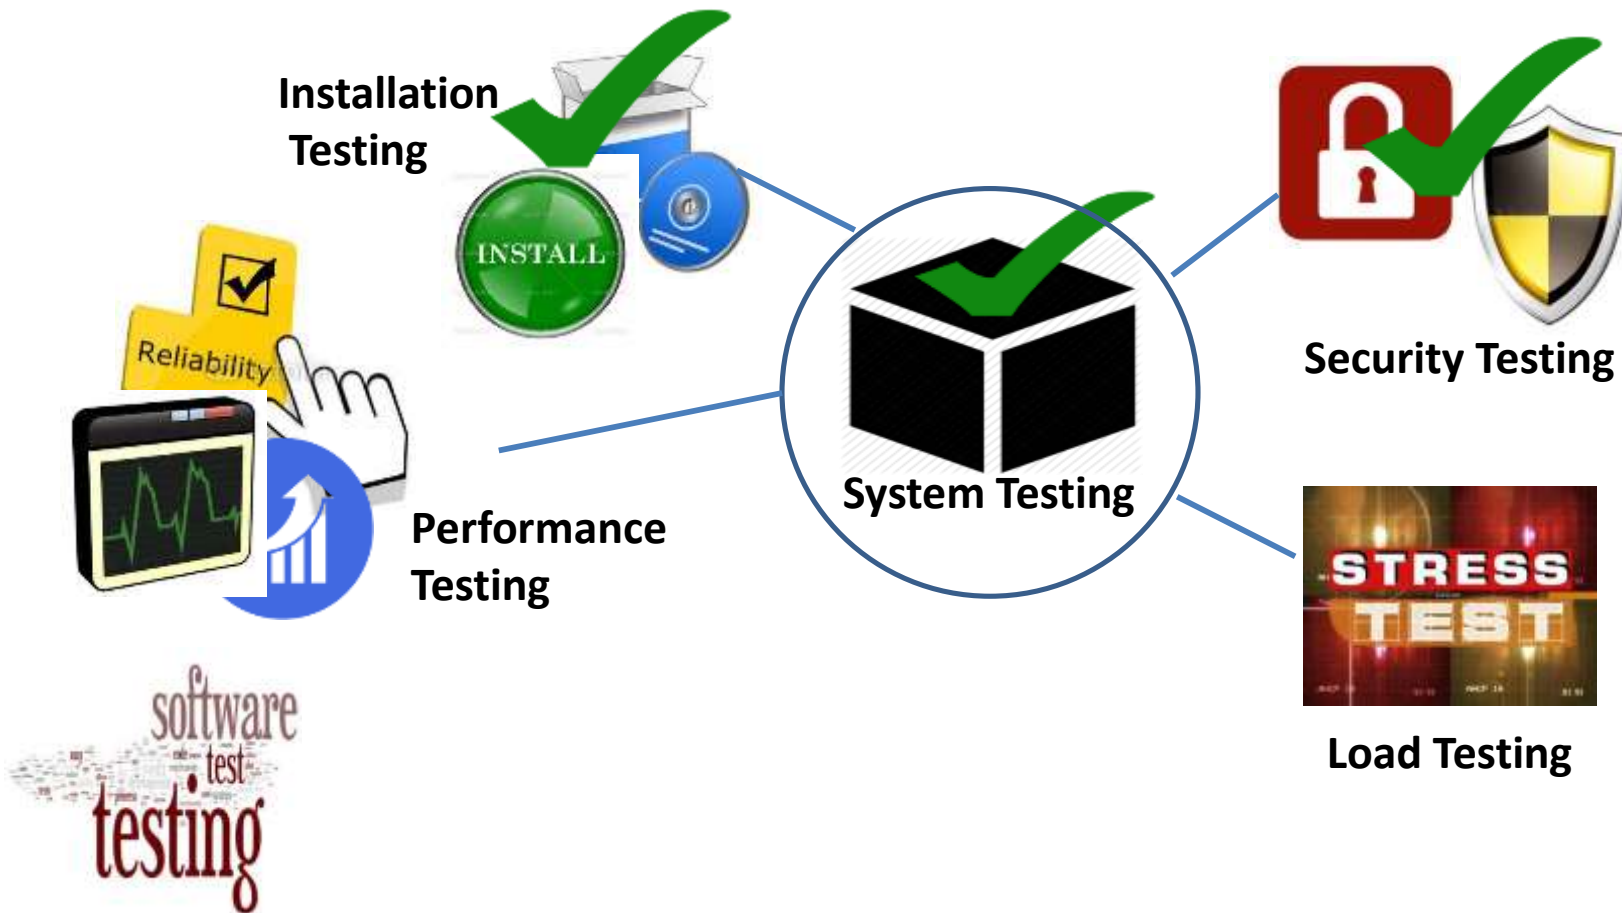 Installation
Testing
INSTALL
Reliability
Performance
Testing
System Testing
Security Testing
STRESS
TEST
Load Testing
software
test
testing